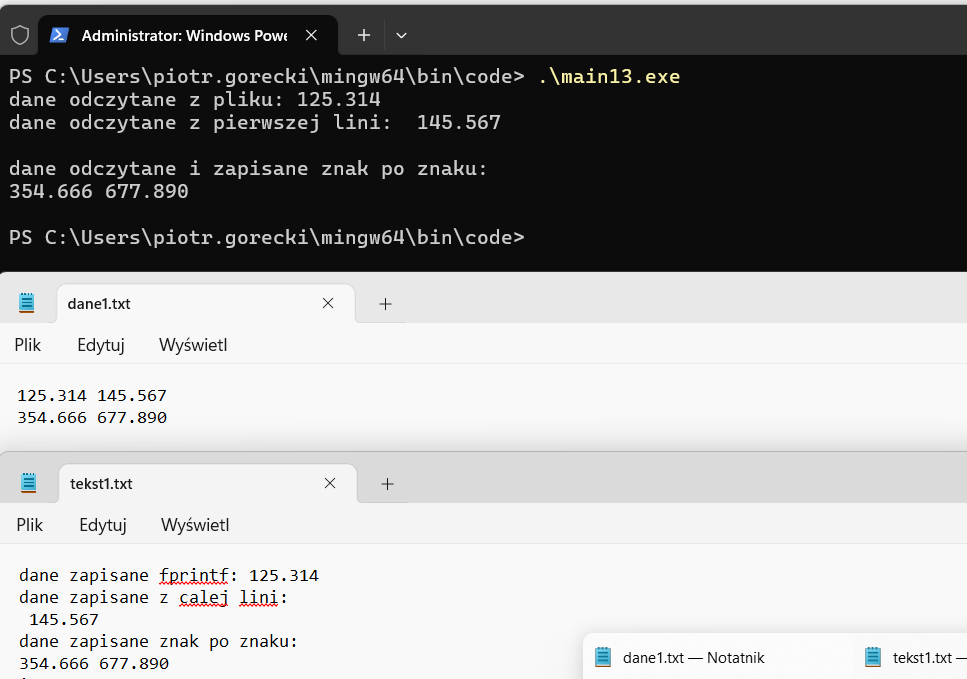 Administrator: Windows Powe
PS C:\Users\piotr.gorecki\mingw64\bin\code> .\main13.exe
dane odczytane z pliku: 125.314
dane odczytane z pierwszej lini:  145.567
dane odczytane i zapisane znak po znaku:
354.666 677.890
PS C:\Users\piotr.gorecki\mingw64\bin\code>
dane1.txt
Plik Edytuj Wyświetl
125.314 145.567
354.666 677.890
tekst1.txt
Plik Edytuj Wyświetl
dane zapisane fprintf: 125.314
dane zapisane z calej lini:
 145.567
dane zapisane znak po znaku:
354.666 677.890
dane1.txt — Notatnik tekst1.txt —